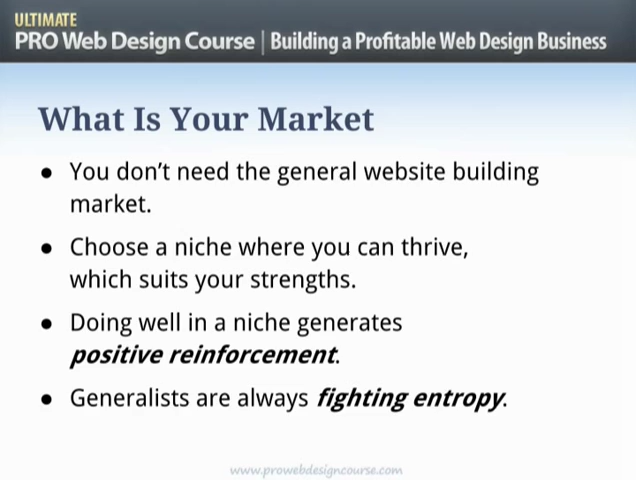 ULTIMATE
PRO Web Design Course | Building a Profitable Web Design Business
What Is Your Market
● You don’t need the general website building
market.
● Choose a niche where you can thrive,
which suits your strengths.
● Doing well in a niche generates
positive reinforcement.
● Generalists are always fighting entropy.
www.prowebdesigncourse.com